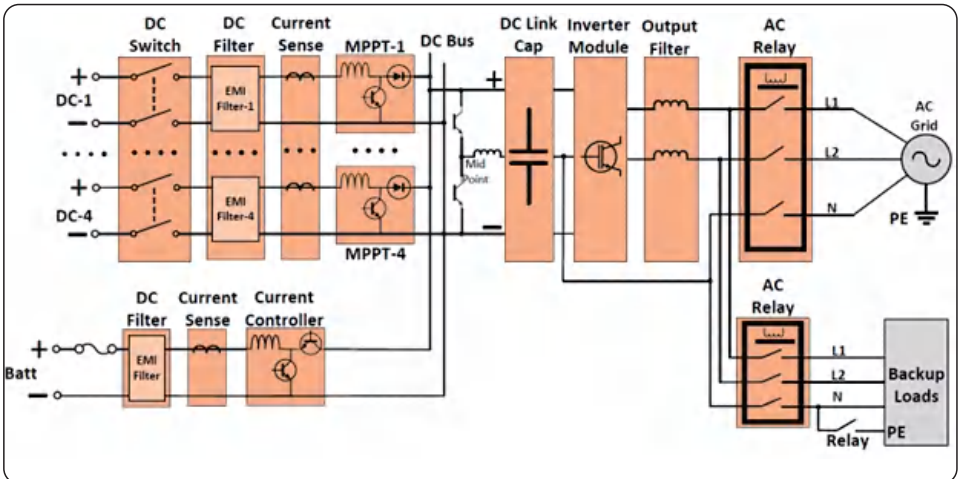 DC Switch
DC Filter
Current Sense
MPPT-1
DC Bus
DC Link Cap
Inverter Module
Output Filter
AC Relay
+
DC-1
−
EMI Filter-1
+
−
Mid Point
L1
L2
N
AC Grid
PE
+
DC-4
−
EMI Filter-4
MPPT-4
DC Filter
Current Sense
Current Controller
+
Batt
−
EMI Filter
AC Relay
L1
L2
N
Backup Loads
Relay
PE